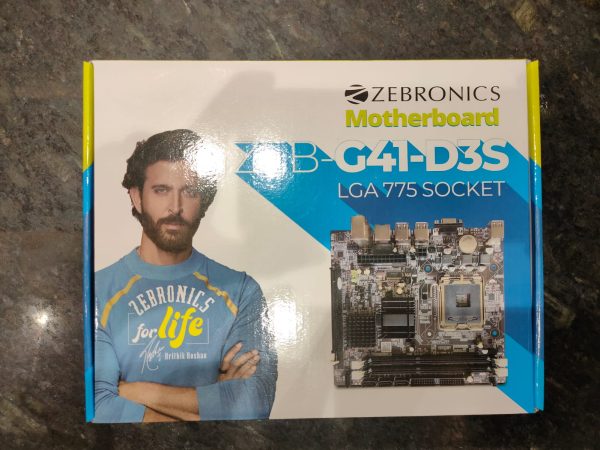 ZEBRONICS
Motherboard
ZEB-G41-D3S
LGA 775 SOCKET
ZEBRONICS
for life
Hrithik Roshan